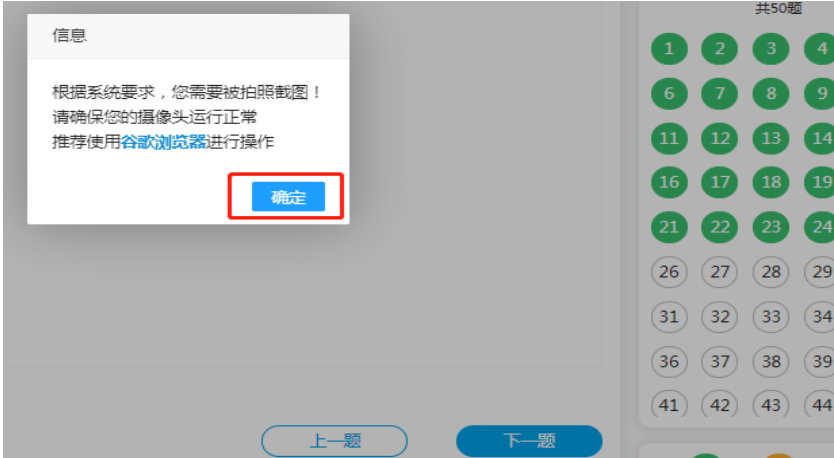 共50题
信息
根据系统要求，您需要被拍照截图！
请确保您的摄像头运行正常
推荐使用谷歌浏览器进行操作
确定
1 2 3 4
6 7 8 9
11 12 13 14
16 17 18 19
21 22 23 24
26 27 28 29
31 32 33 34
36 37 38 39
41 42 43 44
上一题 下一题